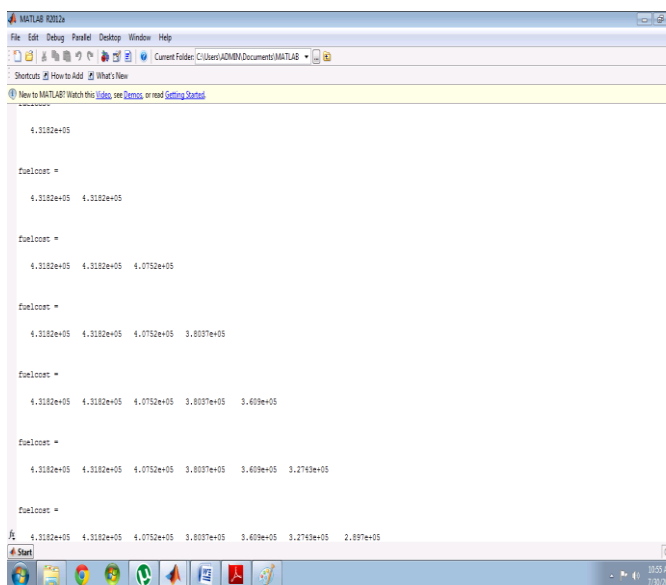 MATLAB R2012a
File Edit Debug Parallel Desktop Window Help
Current Folder: C:\Users\ADMIN\Documents\MATLAB
Shortcuts How to Add What's New
New to MATLAB? Watch this Video, see Demos, or read Getting Started.
4.3182e+05
fuelcost =
4.3182e+05 4.3182e+05
fuelcost =
4.3182e+05 4.3182e+05 4.0752e+05
fuelcost =
4.3182e+05 4.3182e+05 4.0752e+05 3.8037e+05
fuelcost =
4.3182e+05 4.3182e+05 4.0752e+05 3.8037e+05 3.609e+05
fuelcost =
4.3182e+05 4.3182e+05 4.0752e+05 3.8037e+05 3.609e+05 3.2743e+05
fuelcost =
fx 4.3182e+05 4.3182e+05 4.0752e+05 3.8037e+05 3.609e+05 3.2743e+05 2.897e+05
Start
10:55